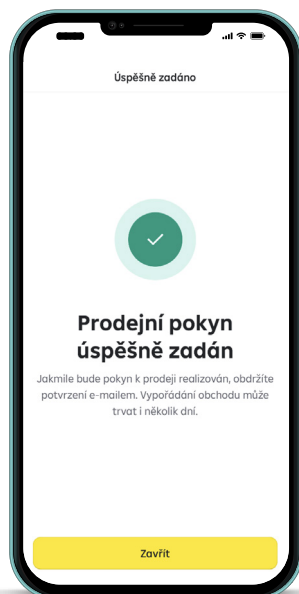 Úspěšně zadáno
Prodejní pokyn
úspěšně zadán
Jakmile bude pokyn k prodeji realizován, obdržíte
potvrzení e-mailem. Vypořádání obchodu může
trvat i několik dní.
Zavřít